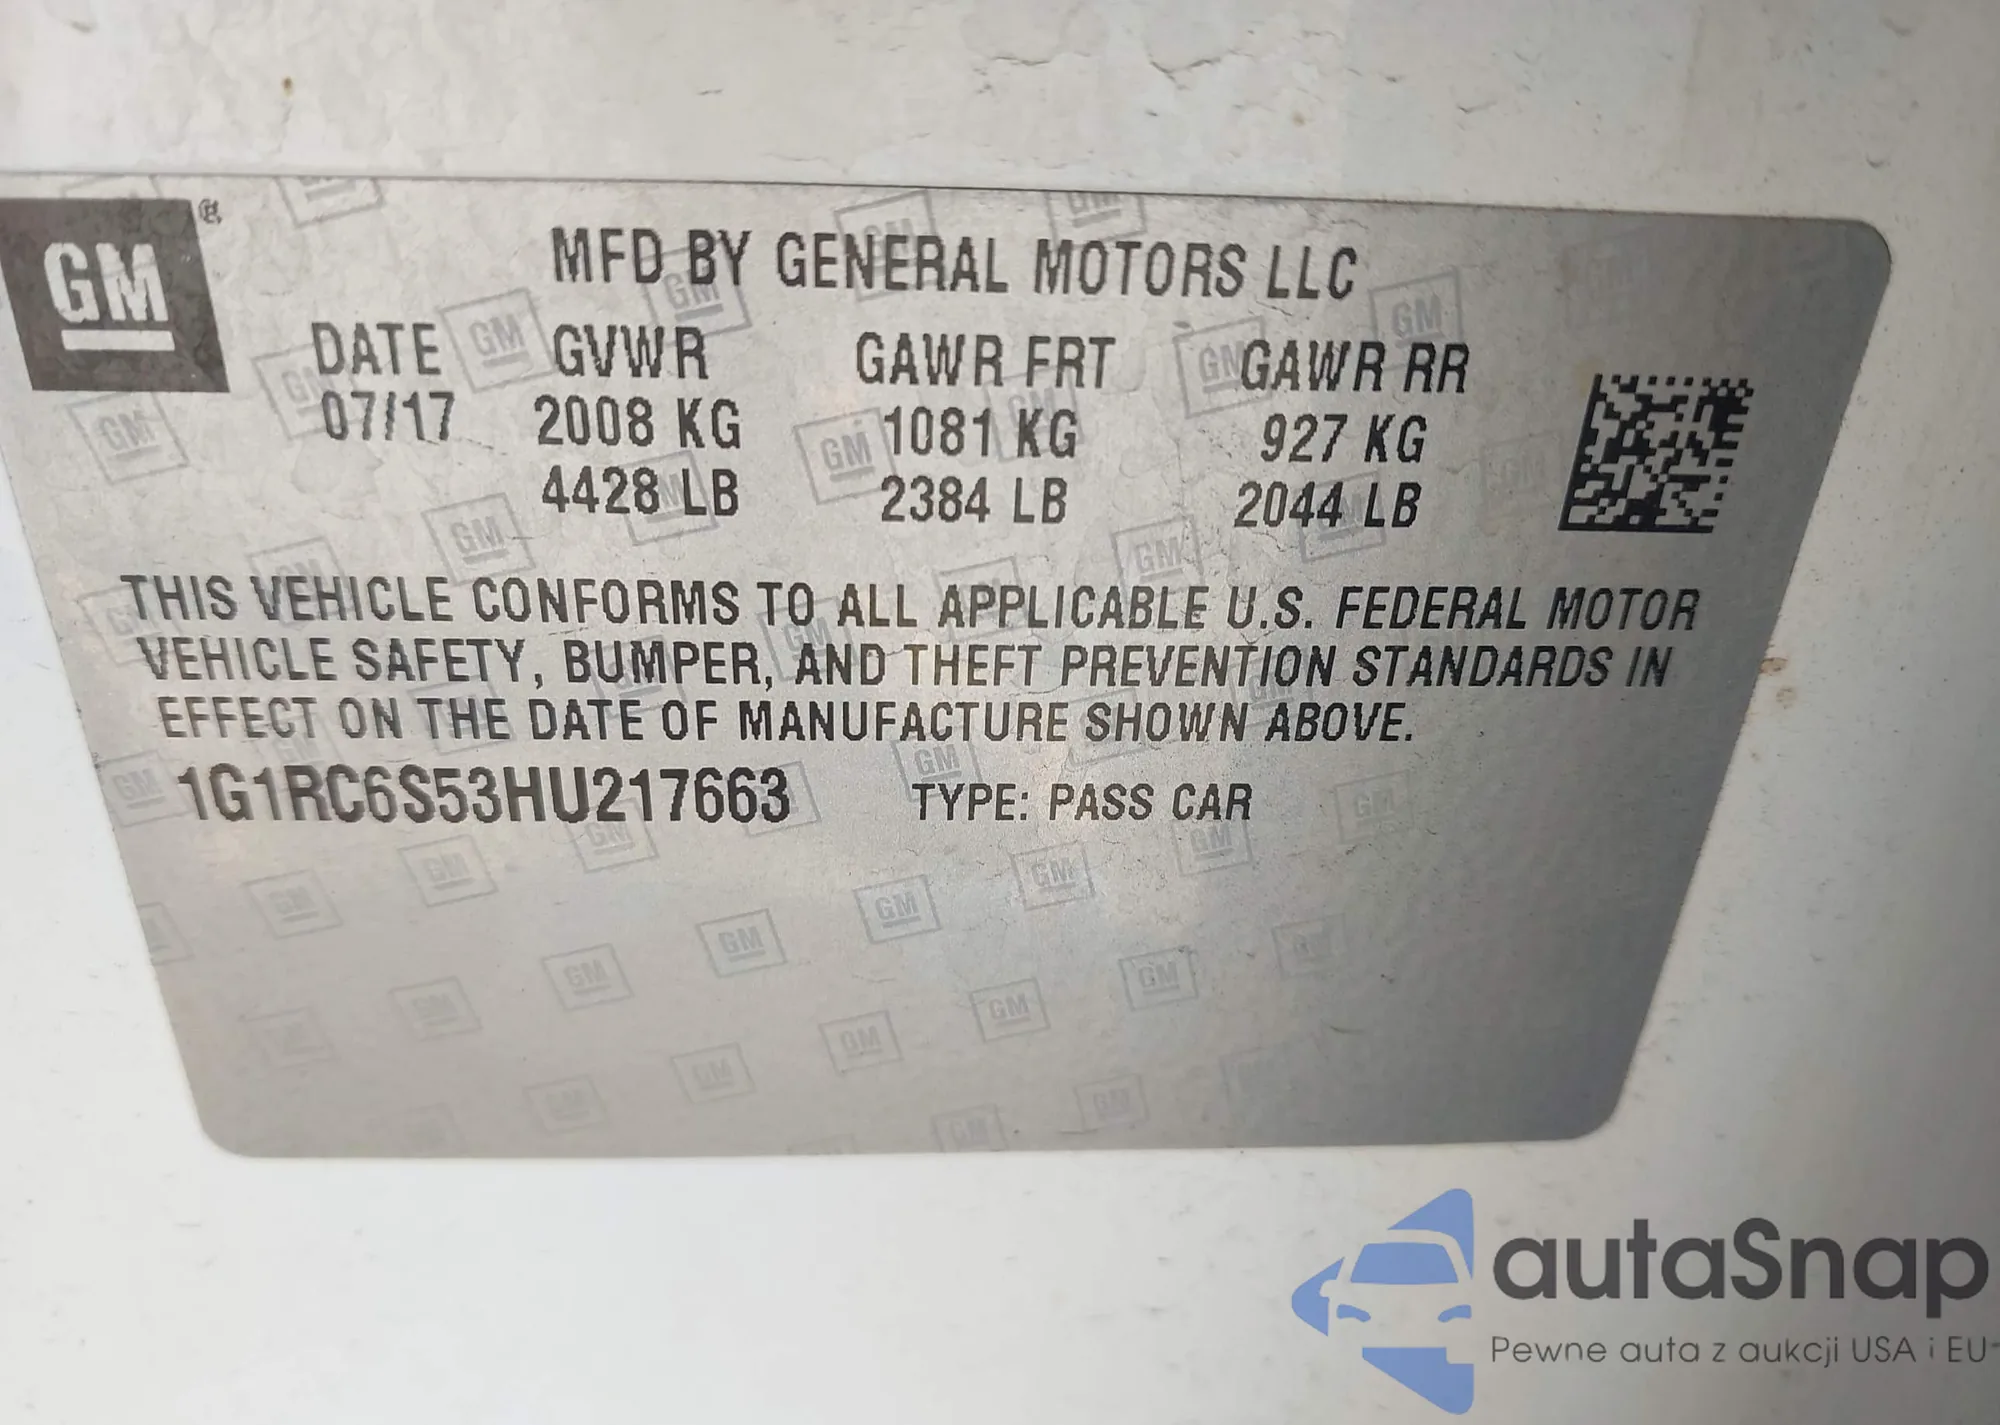 GM
MFD BY GENERAL MOTORS LLC
DATE GVWR GAWR FRT GAWR RR
07/17 2008 KG 1081 KG 927 KG
4428 LB 2384 LB 2044 LB
THIS VEHICLE CONFORMS TO ALL APPLICABLE U.S. FEDERAL MOTOR
VEHICLE SAFETY, BUMPER, AND THEFT PREVENTION STANDARDS IN
EFFECT ON THE DATE OF MANUFACTURE SHOWN ABOVE.
1G1RC6S53HU217663 TYPE: PASS CAR
autaSnap
Pewne auta z aukcji USA i EU